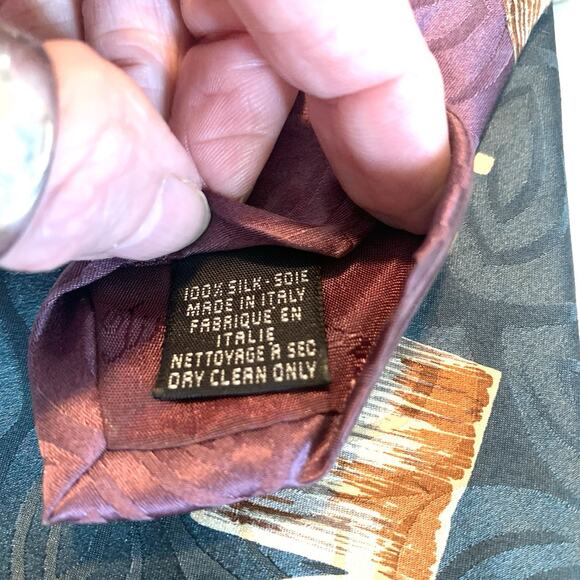 100% SILK - SOIE
MADE IN ITALY
FABRIQUE EN
ITALIE
NETTOYAGE A SEC
DRY CLEAN ONLY